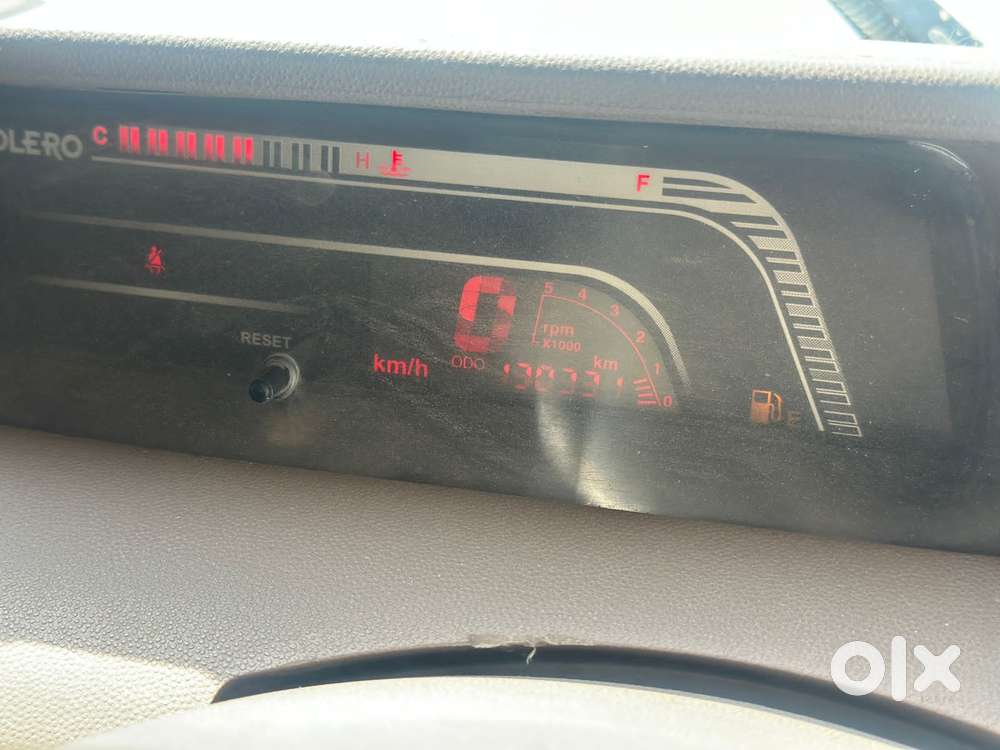 OLERO C H F
5
4
3
rpm
2
RESET
x1000
ODO km 1
km/h
0
E
olx